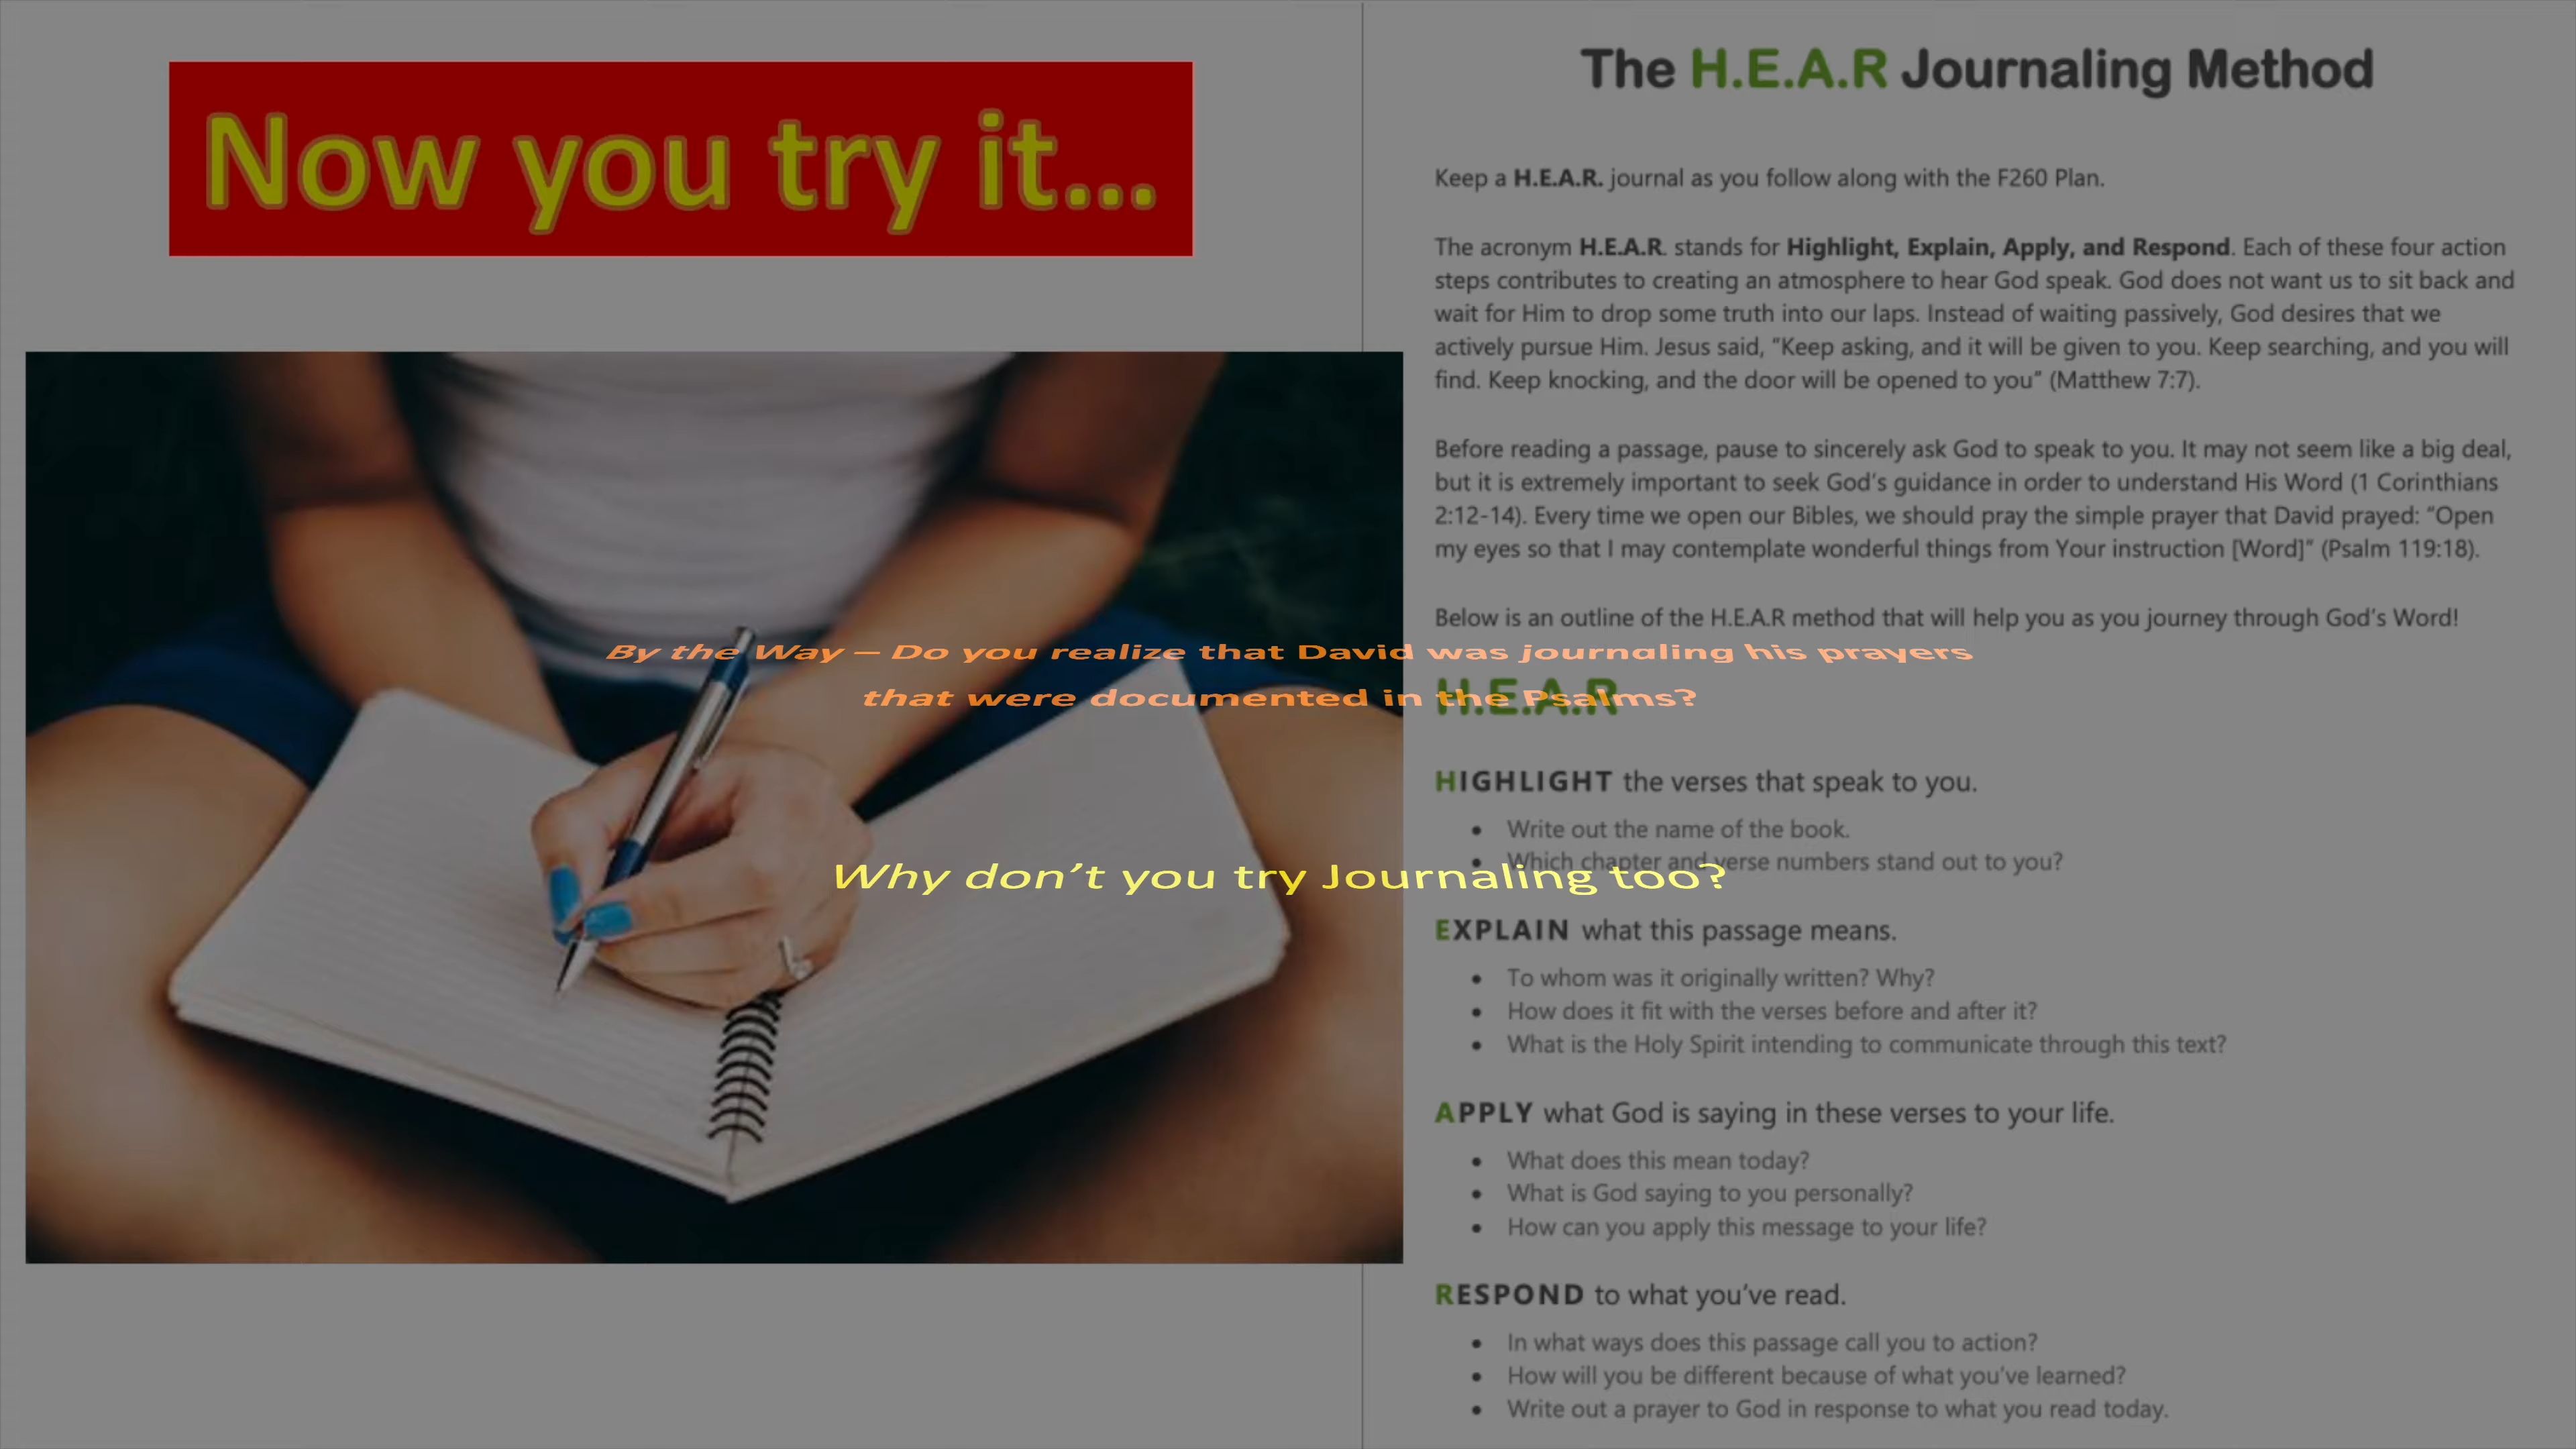 Now you try it...
The H.E.A.R Journaling Method
Keep a H.E.A.R. journal as you follow along with the F260 Plan.
The acronym H.E.A.R. stands for Highlight, Explain, Apply, and Respond. Each of these four action
steps contributes to creating an atmosphere to hear God speak. God does not want us to sit back and
wait for Him to drop some truth into our laps. Instead of waiting passively, God desires that we
actively pursue Him. Jesus said, "Keep asking, and it will be given to you. Keep searching, and you will
find. Keep knocking, and the door will be opened to you" (Matthew 7:7).
Before reading a passage, pause to sincerely ask God to speak to you. It may not seem like a big deal,
but it is extremely important to seek God's guidance in order to understand His Word (1 Corinthians
2:12-14). Every time we open our Bibles, we should pray the simple prayer that David prayed: "Open
my eyes so that I may contemplate wonderful things from Your instruction [Word]" (Psalm 119:18).
Below is an outline of the H.E.A.R method that will help you as you journey through God's Word!
By the Way – Do you realize that David was journaling his prayers
that were documented in the Psalms?
H.E.A.R
HIGHLIGHT the verses that speak to you.
• Write out the name of the book.
• Which chapter and verse numbers stand out to you?
Why don't you try Journaling too?
EXPLAIN what this passage means.
• To whom was it originally written? Why?
• How does it fit with the verses before and after it?
• What is the Holy Spirit intending to communicate through this text?
APPLY what God is saying in these verses to your life.
• What does this mean today?
• What is God saying to you personally?
• How can you apply this message to your life?
RESPOND to what you've read.
• In what ways does this passage call you to action?
• How will you be different because of what you've learned?
• Write out a prayer to God in response to what you read today.